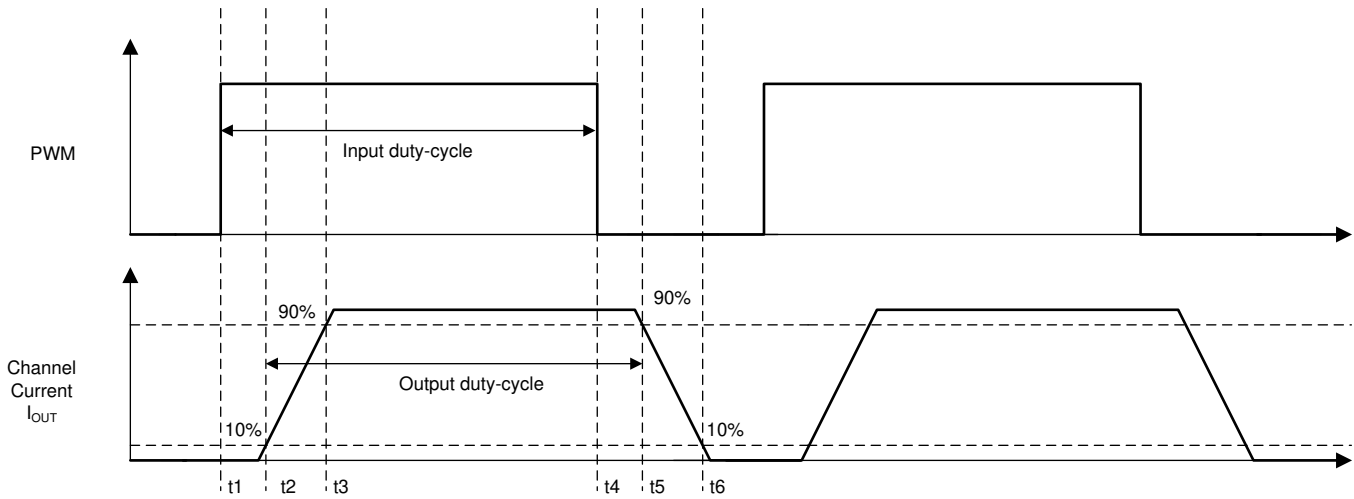 PWM
Input duty-cycle
90%
90%
Channel
Current
IOUT
Output duty-cycle
10%
10%
t1
t2
t3
t4
t5
t6